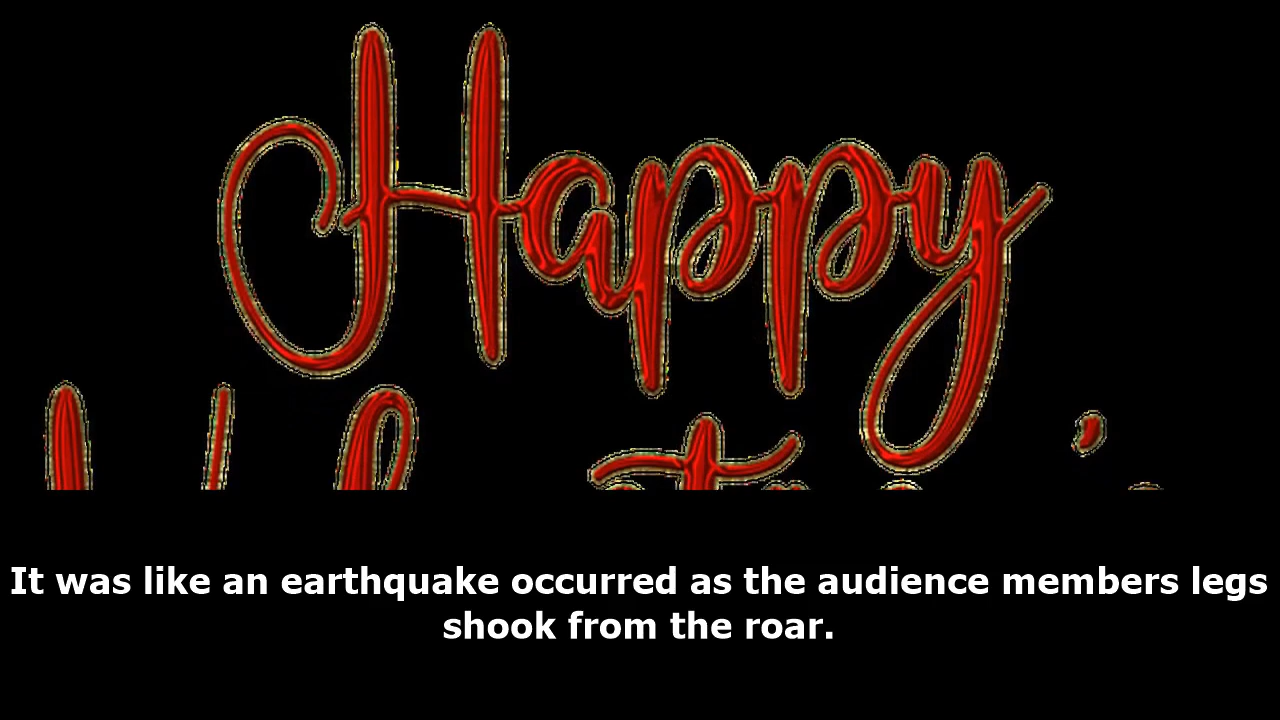 Happy
It was like an earthquake occurred as the audience members legs
shook from the roar.